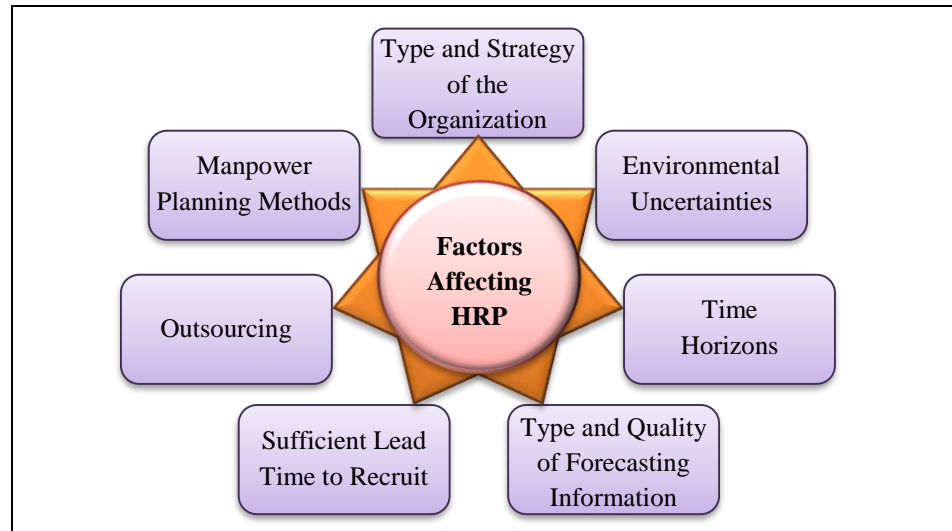 Type and Strategy
of the
Organization
Manpower
Planning Methods
Environmental
Uncertainties
Factors
Affecting
HRP
Outsourcing
Time
Horizons
Sufficient Lead
Time to Recruit
Type and Quality
of Forecasting
Information